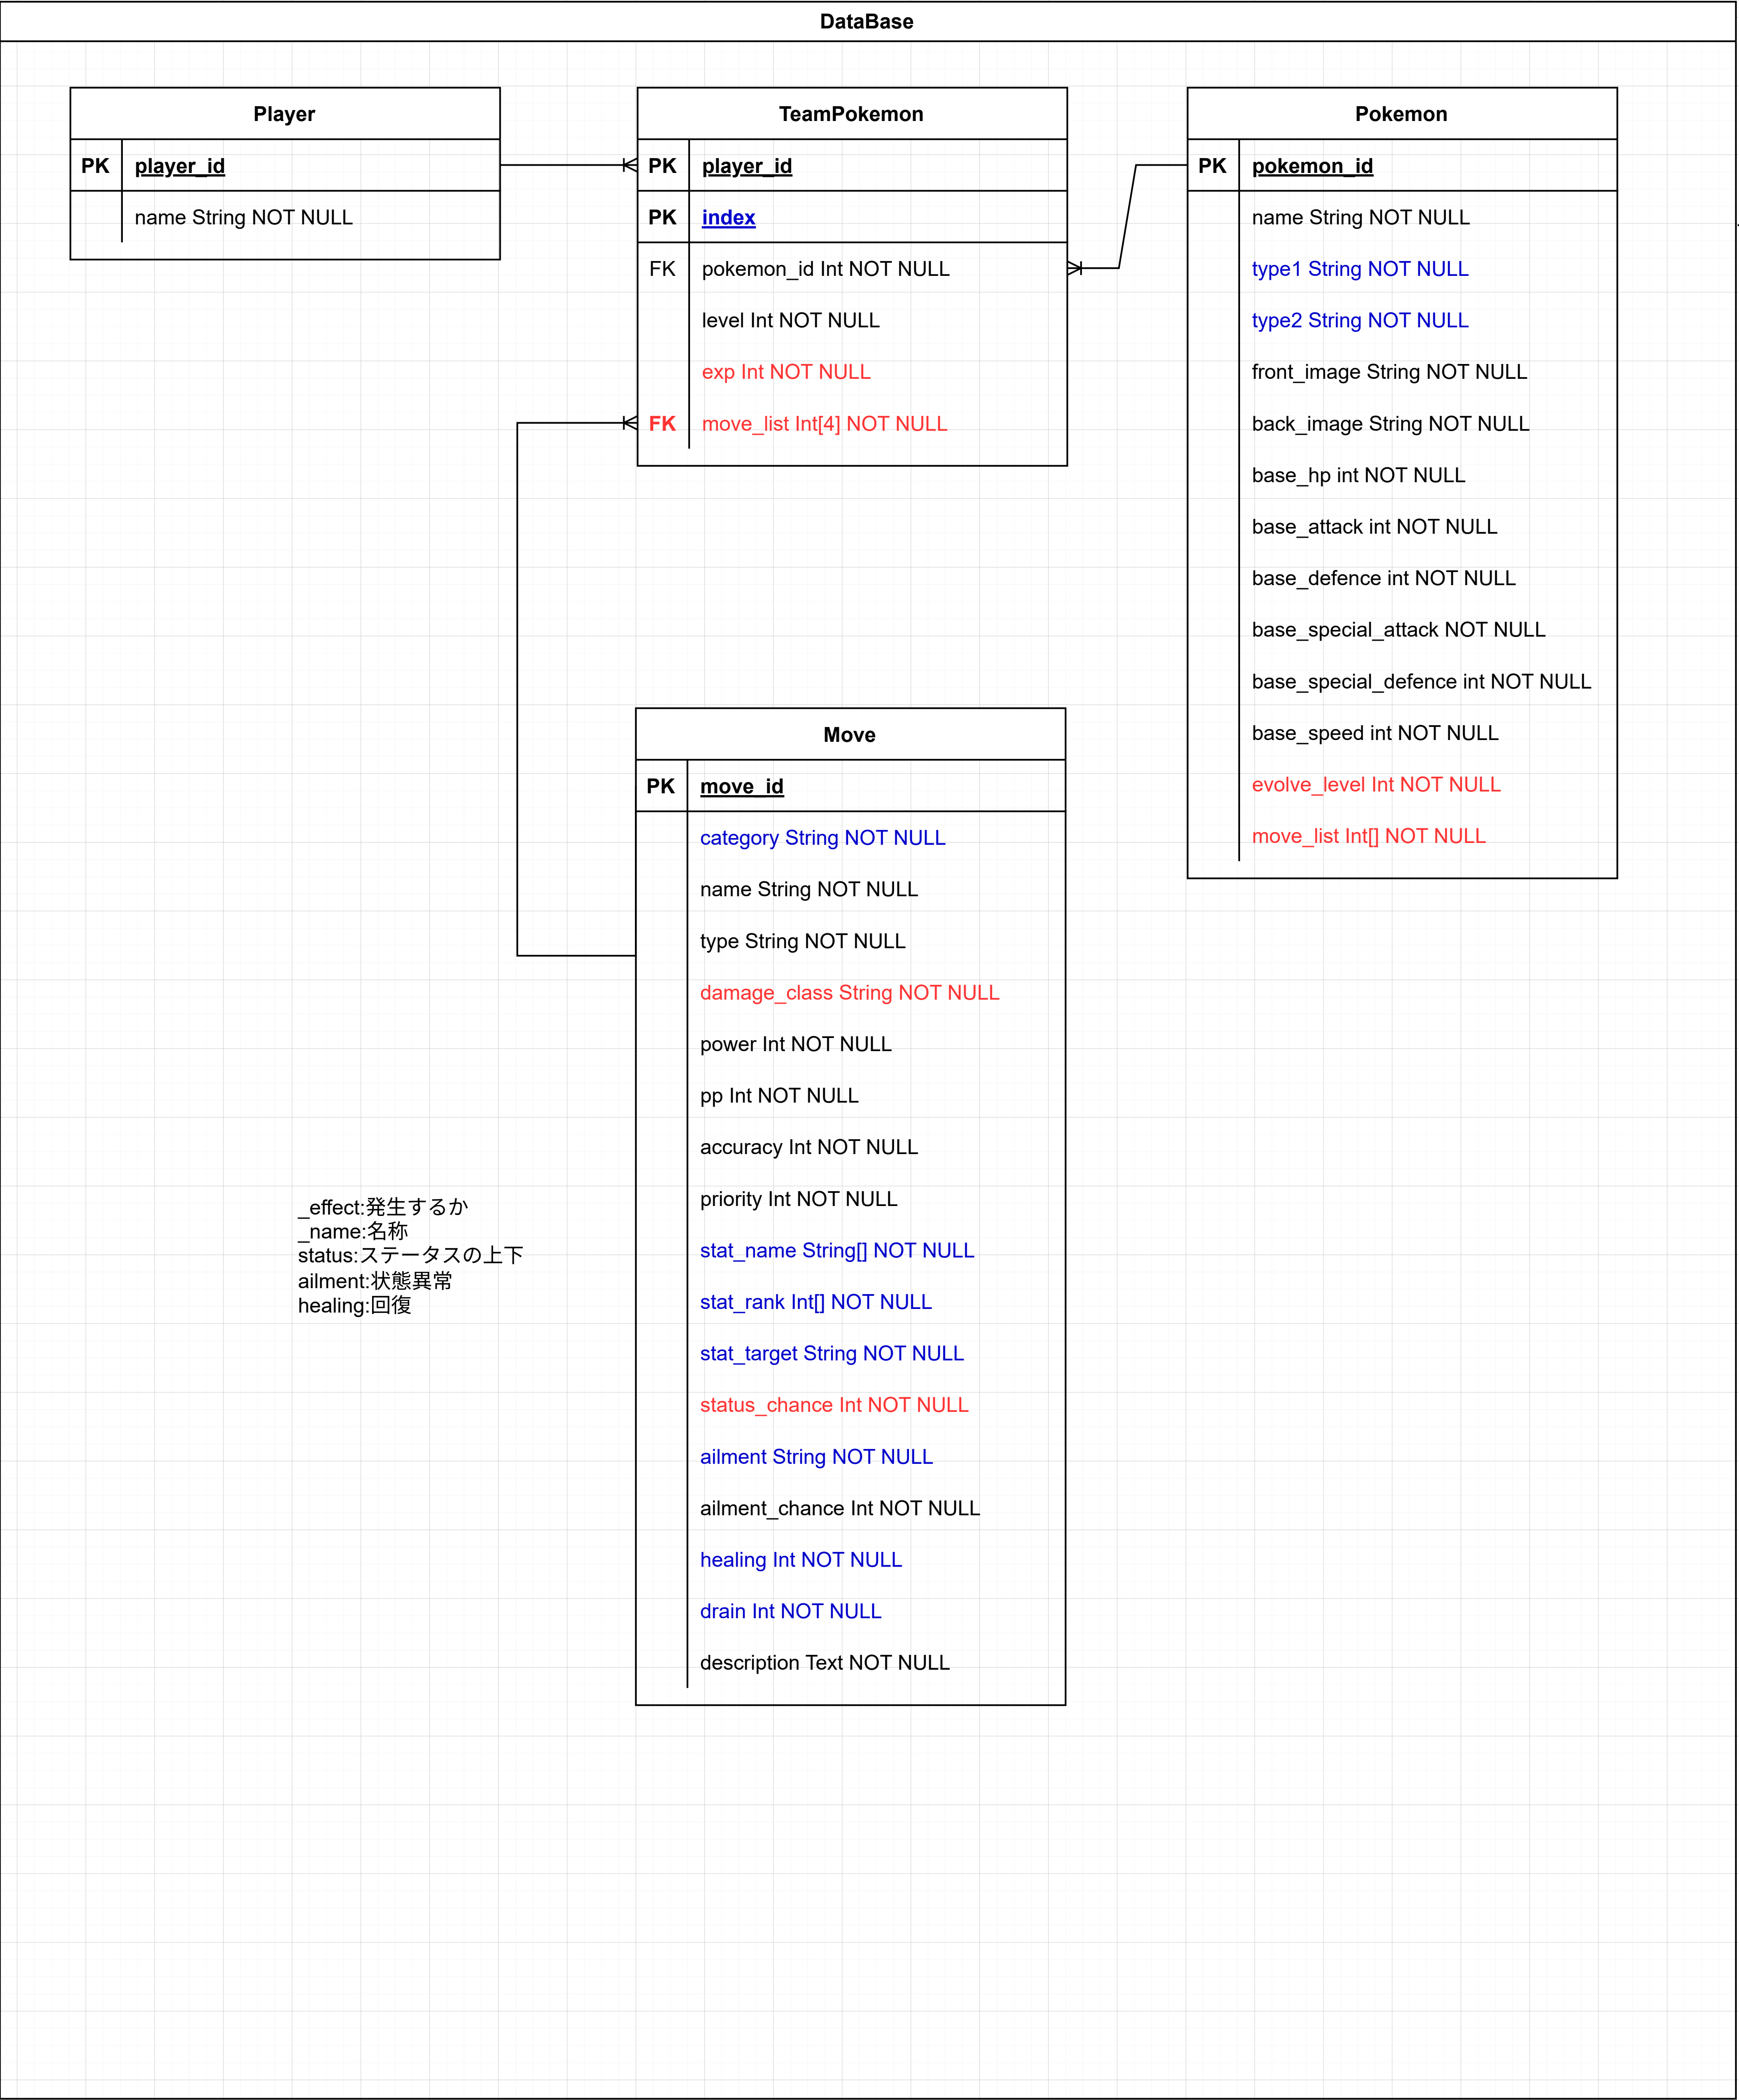 DataBase
Player
PK player_id
name String NOT NULL
TeamPokemon
PK player_id
PK index
FK pokemon_id Int NOT NULL
level Int NOT NULL
exp Int NOT NULL
FK move_list Int[4] NOT NULL
Pokemon
PK pokemon_id
name String NOT NULL
type1 String NOT NULL
type2 String NOT NULL
front_image String NOT NULL
back_image String NOT NULL
base_hp int NOT NULL
base_attack int NOT NULL
base_defence int NOT NULL
base_special_attack NOT NULL
base_special_defence int NOT NULL
base_speed int NOT NULL
evolve_level Int NOT NULL
move_list Int[] NOT NULL
Move
PK move_id
category String NOT NULL
name String NOT NULL
type String NOT NULL
damage_class String NOT NULL
power Int NOT NULL
pp Int NOT NULL
accuracy Int NOT NULL
priority Int NOT NULL
stat_name String[] NOT NULL
stat_rank Int[] NOT NULL
stat_target String NOT NULL
status_chance Int NOT NULL
ailment String NOT NULL
ailment_chance Int NOT NULL
healing Int NOT NULL
drain Int NOT NULL
description Text NOT NULL
_effect:発生するか
_name:名称
status:ステータスの上下
ailment:状態異常
healing:回復